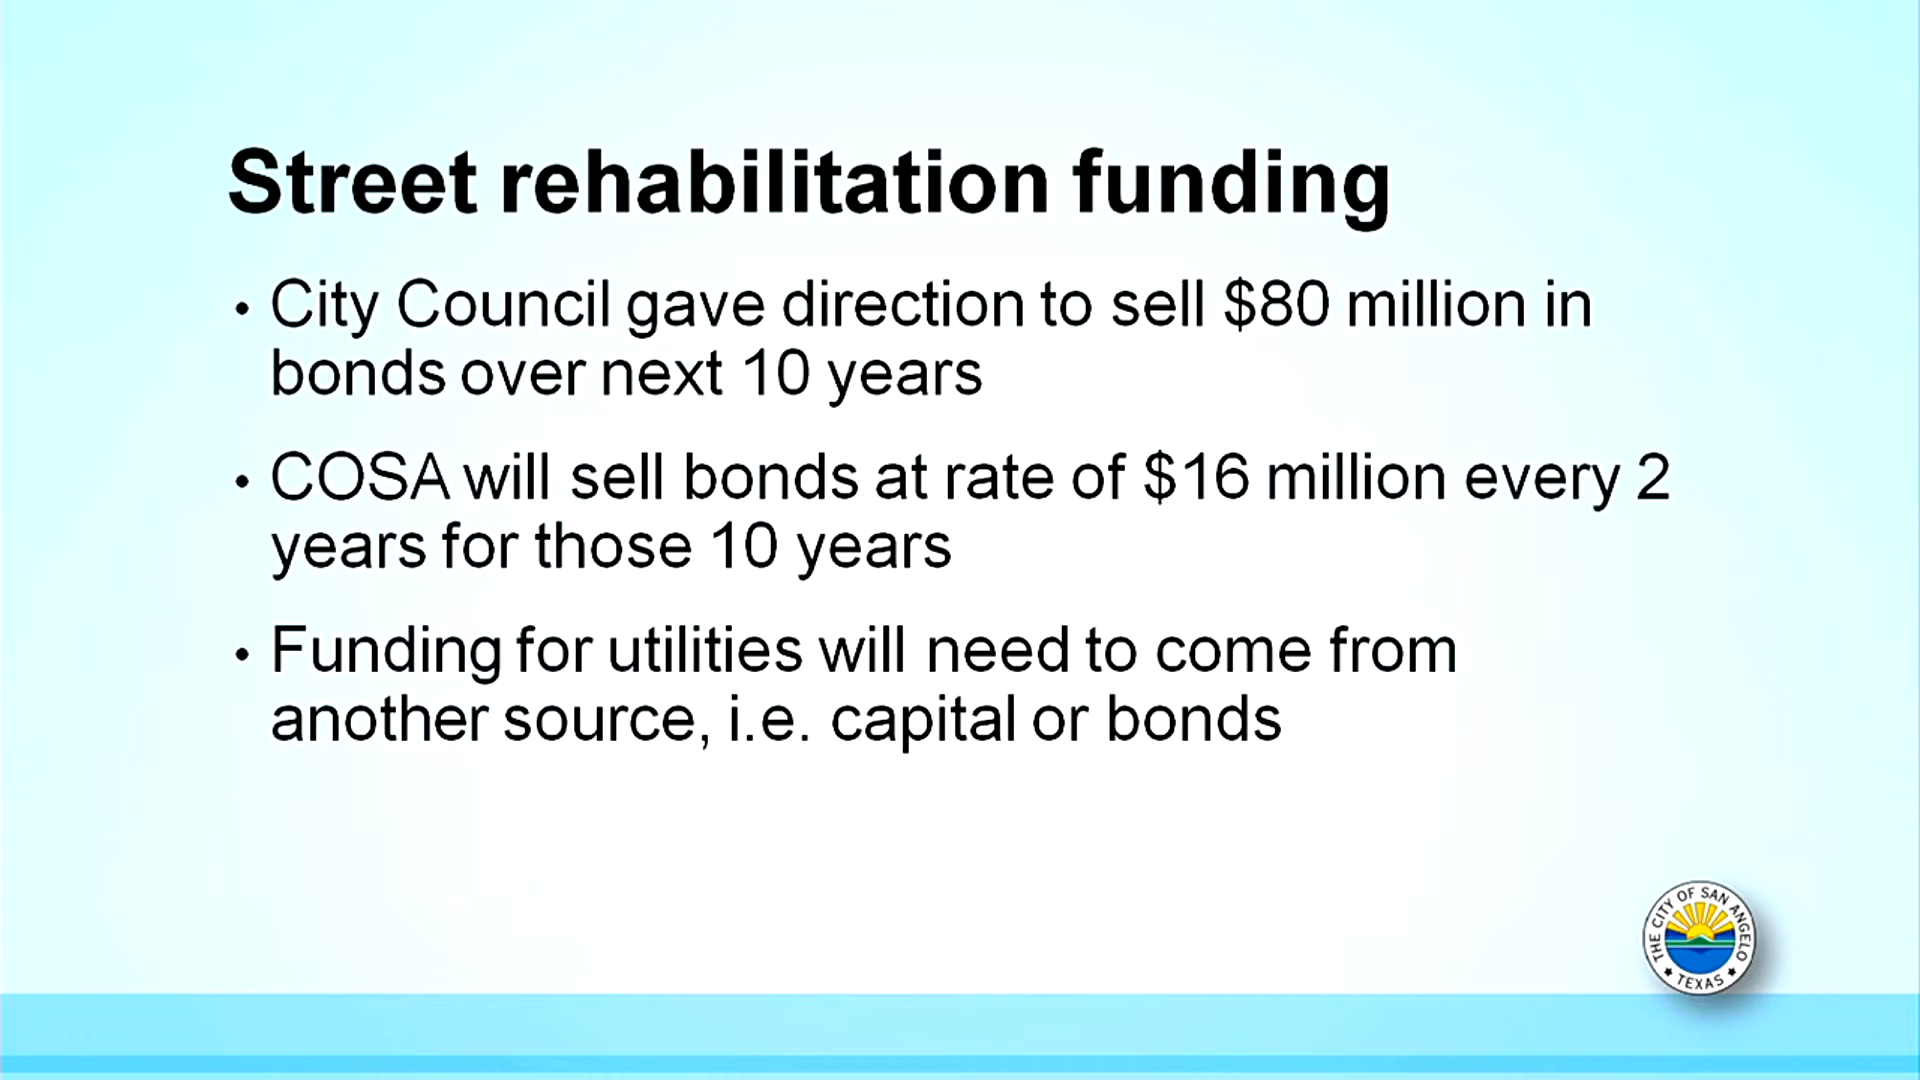 Street rehabilitation funding
• City Council gave direction to sell $80 million in
bonds over next 10 years
• COSA will sell bonds at rate of $16 million every 2
years for those 10 years
• Funding for utilities will need to come from
another source, i.e. capital or bonds
THE CITY OF SAN ANGELO
TEXAS